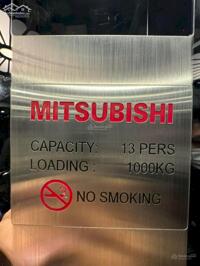 MITSUBISHI
CAPACITY: 13 PERS
LOADING : 1000KG
NO SMOKING